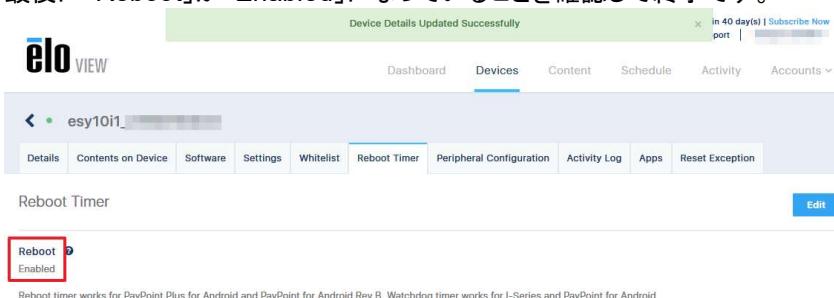 最後に「Reboot」が「Enabled」になっていることを確認して終了です。
Device Details Updated Successfully ×
in 40 day(s) | Subscribe Now
port |
elo VIEW
Dashboard Devices Content Schedule Activity Accounts
esy10i1_
Details Contents on Device Software Settings Whitelist Reboot Timer Peripheral Configuration Activity Log Apps Reset Exception
Reboot Timer
Edit
Reboot ?
Enabled
Reboot timer works for PayPoint Plus for Android and PayPoint for Android Rev B. Watchdog timer works for I-Series and PayPoint for Android